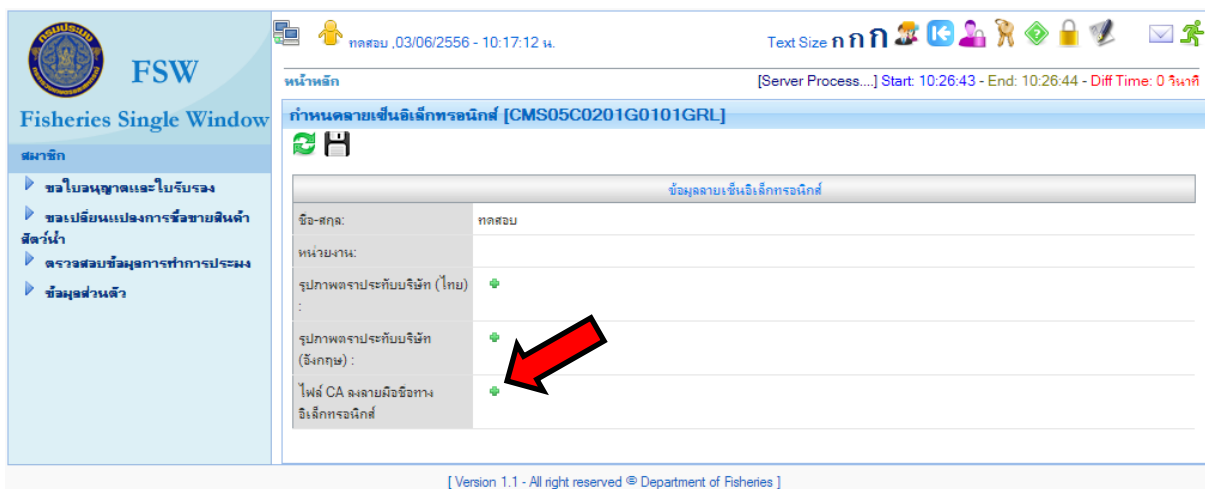 กรมประมง
FSW
Fisheries Single Window
ทดสอบ ,03/06/2556 - 10:17:12 น.
Text Size ก ก ก
หน้าหลัก
[Server Process....] Start: 10:26:43 - End: 10:26:44 - Diff Time: 0 วินาที
กำหนดลายเซ็นอิเล็กทรอนิกส์ [CMS05C0201G0101GRL]
สมาชิก
ขอใบอนุญาตและใบรับรอง
ขอเปลี่ยนแปลงการซื้อขายสินค้า
สัตว์น้ำ
ตรวจสอบข้อมูลการทำการประมง
ข้อมูลส่วนตัว
ข้อมูลลายเซ็นอิเล็กทรอนิกส์
ชื่อ-สกุล:
ทดสอบ
หน่วยงาน:
รูปภาพตราประทับบริษัท (ไทย)
:
รูปภาพตราประทับบริษัท
(อังกฤษ) :
ไฟล์ CA ลงลายมือชื่อทาง
อิเล็กทรอนิกส์
[ Version 1.1 - All right reserved © Department of Fisheries ]